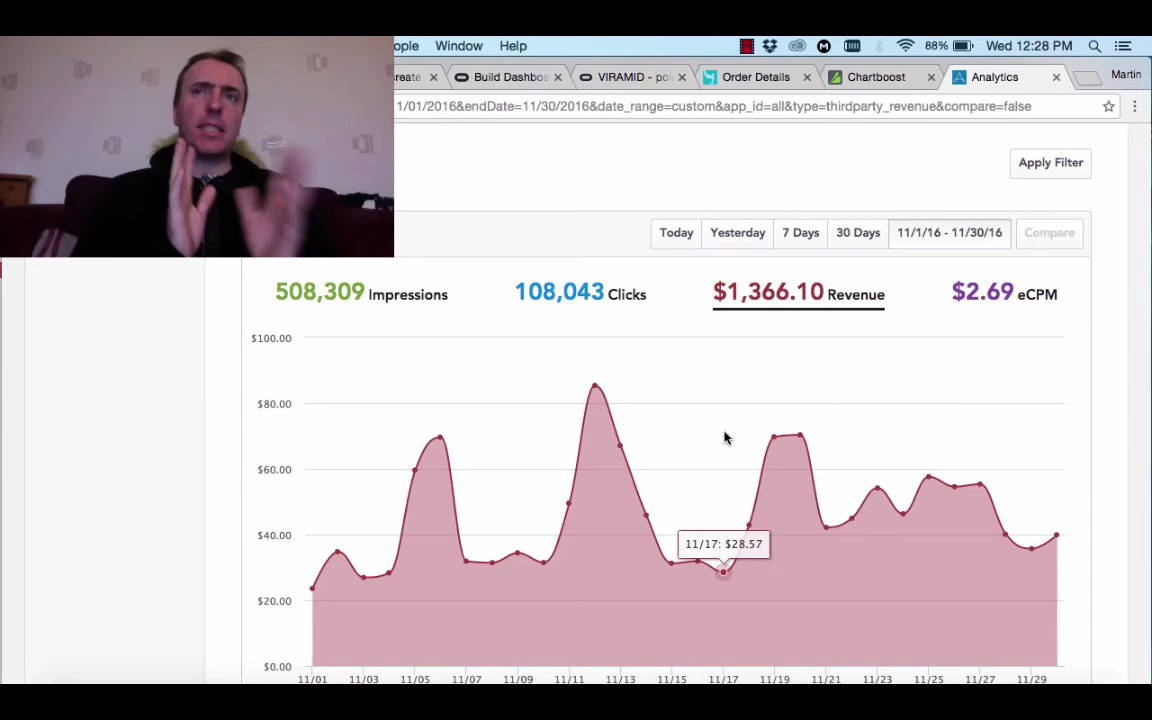 ople Window Help 88% Wed 12:28 PM
reate Build Dashboa VIRAMID - Order Details Chartboost Analytics Martin
1/01/2016&endDate=11/30/2016&date_range=custom&app_id=all&type=thirdparty_revenue&compare=false
Apply Filter
Today Yesterday 7 Days 30 Days 11/1/16 - 11/30/16 Compare
508,309 Impressions 108,043 Clicks $1,366.10 Revenue $2.69 eCPM
$100.00
$80.00
$60.00
$40.00
11/17: $28.57
$20.00
$0.00
11/01 11/03 11/05 11/07 11/09 11/11 11/13 11/15 11/17 11/19 11/21 11/23 11/25 11/27 11/29